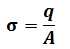 σ = q/A